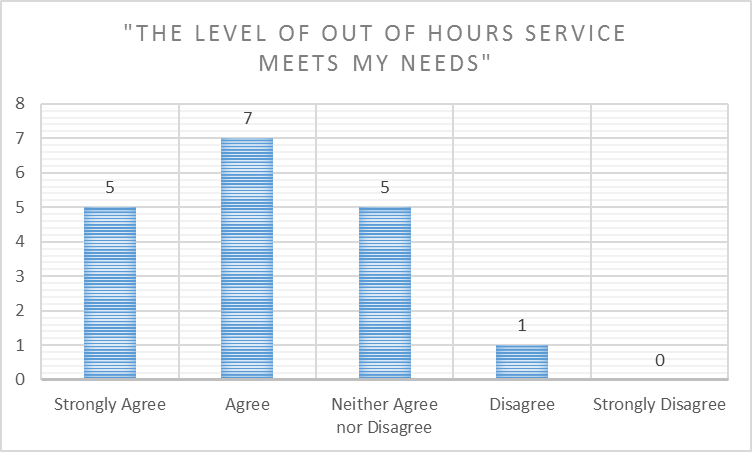 "THE LEVEL OF OUT OF HOURS SERVICE
MEETS MY NEEDS"
8
7
6
5
4
3
2
1
0
5
7
5
1
0
Strongly Agree
Agree
Neither Agree
nor Disagree
Disagree
Strongly Disagree